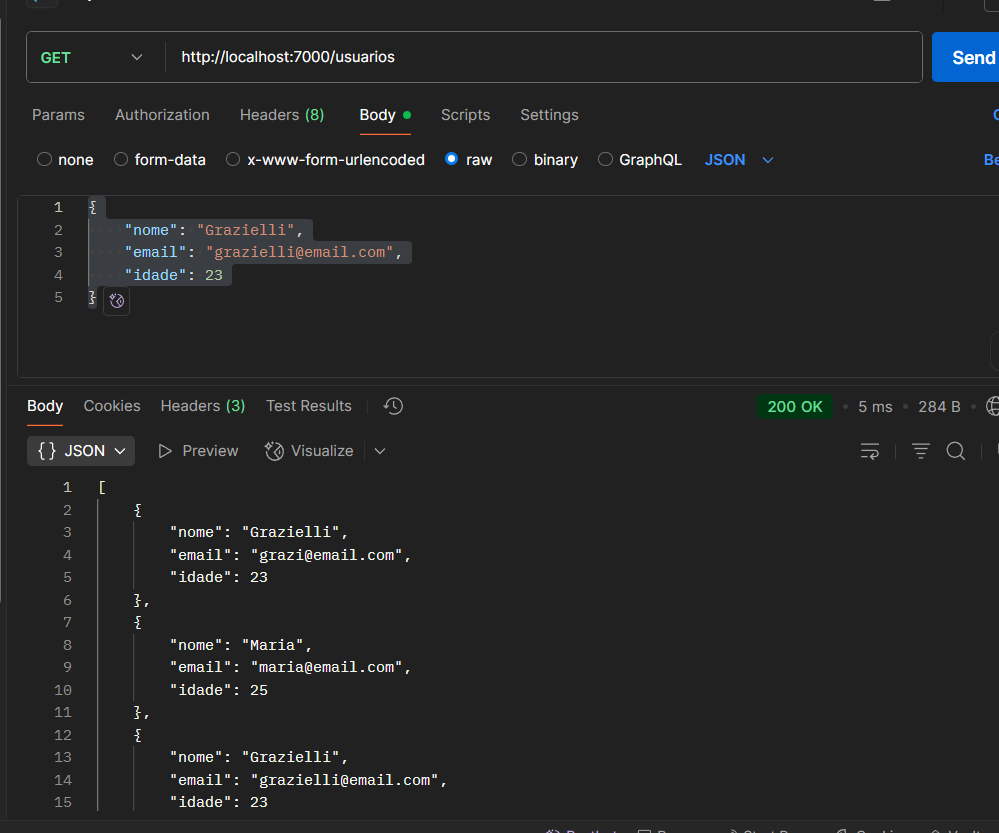 GET http://localhost:7000/usuarios Send
Params Authorization Headers (8) Body Scripts Settings
none form-data x-www-form-urlencoded raw binary GraphQL JSON
1 {
2 "nome": "Grazielli",
3 "email": "grazielli@email.com",
4 "idade": 23
5 }
Body Cookies Headers (3) Test Results 200 OK • 5 ms • 284 B •
{} JSON Preview Visualize
1 [
2 {
3 "nome": "Grazielli",
4 "email": "grazi@email.com",
5 "idade": 23
6 },
7 {
8 "nome": "Maria",
9 "email": "maria@email.com",
10 "idade": 25
11 },
12 {
13 "nome": "Grazielli",
14 "email": "grazielli@email.com",
15 "idade": 23